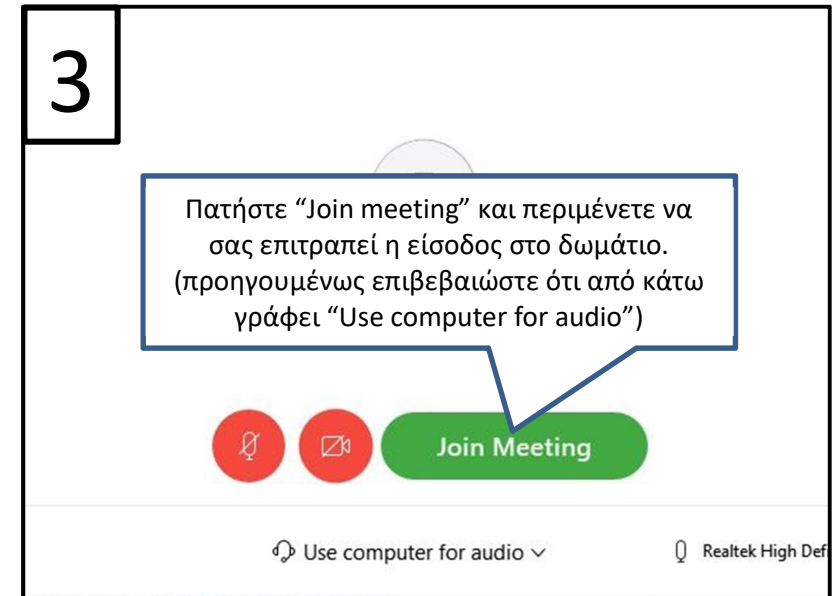 3
Πατήστε “Join meeting” και περιμένετε να
σας επιτραπεί η είσοδος στο δωμάτιο.
(προηγουμένως επιβεβαιώστε ότι από κάτω
γράφει “Use computer for audio”)
Join Meeting
Use computer for audio
Realtek High Def